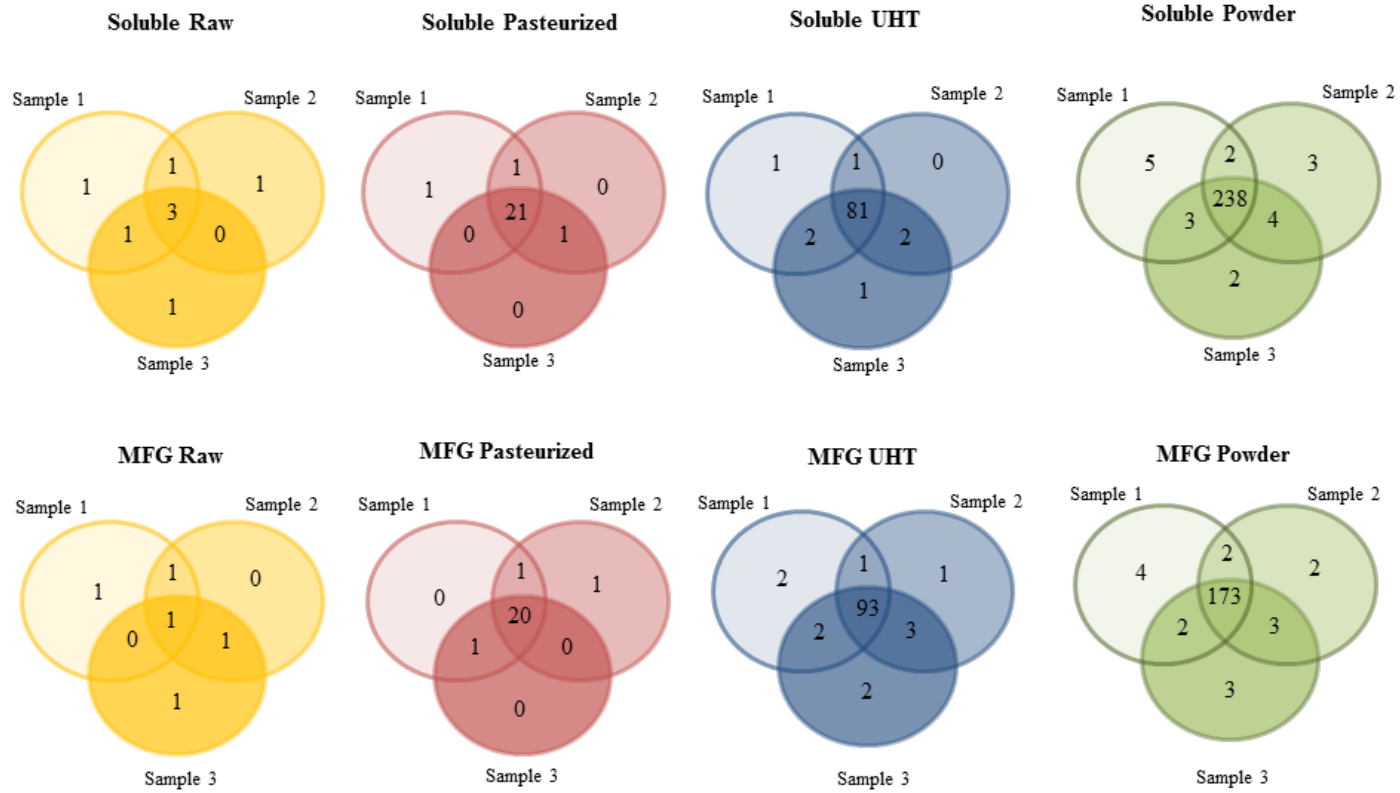 Soluble Raw
Soluble Pasteurized
Soluble UHT
Soluble Powder
Sample 1
Sample 2
1
1
1
3
1
0
1
Sample 3
Sample 1
Sample 2
1
1
0
21
0
1
0
Sample 3
Sample 1
Sample 2
1
1
0
81
2
2
1
Sample 3
Sample 1
Sample 2
5
2
3
238
3
4
2
Sample 3
MFG Raw
MFG Pasteurized
MFG UHT
MFG Powder
Sample 1
Sample 2
1
1
0
1
0
1
1
Sample 3
Sample 1
Sample 2
0
1
1
20
1
0
0
Sample 3
Sample 1
Sample 2
2
1
1
93
2
3
2
Sample 3
Sample 1
Sample 2
4
2
2
173
2
3
3
Sample 3